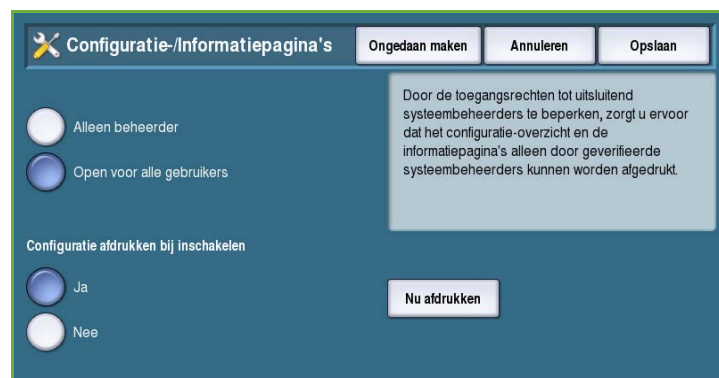 Configuratie-/Informatiepagina's
Ongedaan maken
Annuleren
Opslaan
Alleen beheerder
Open voor alle gebruikers
Door de toegangsrechten tot uitsluitend
systeembeheerders te beperken, zorgt u ervoor
dat het configuratie-overzicht en de
informatiepagina's alleen door geverifieerde
systeembeheerders kunnen worden afgedrukt.
Configuratie afdrukken bij inschakelen
Ja
Nee
Nu afdrukken